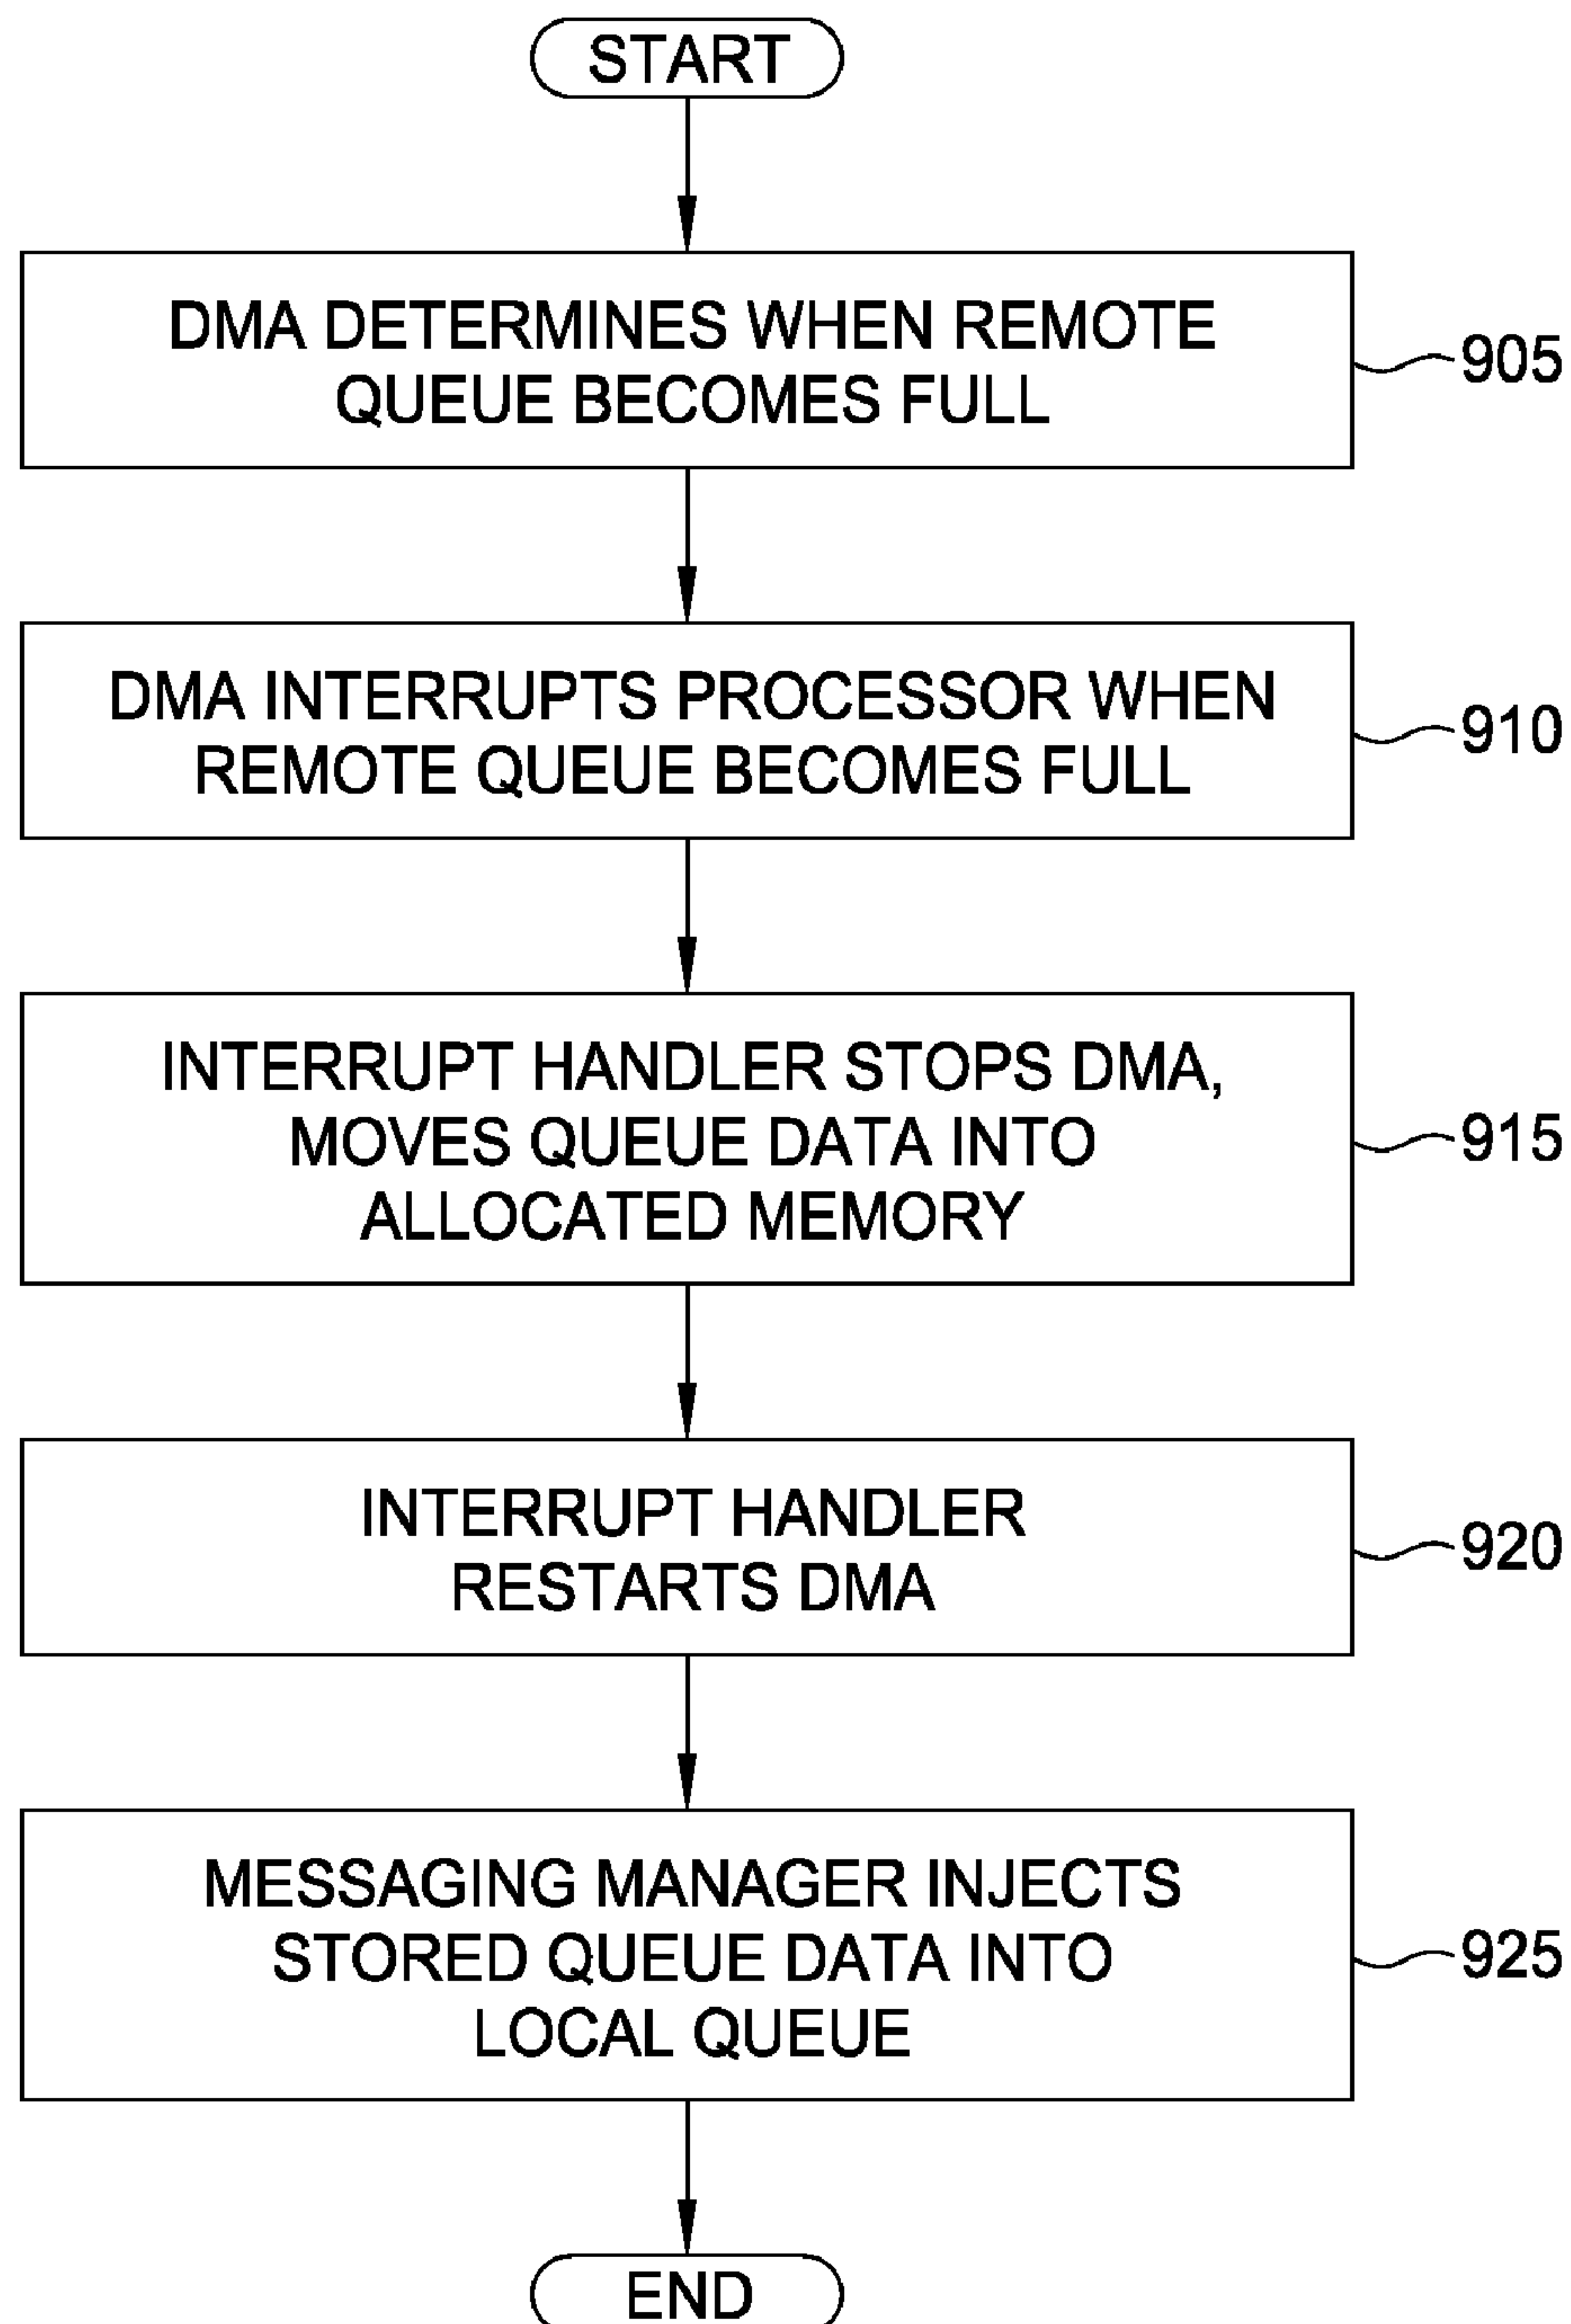 START
DMA DETERMINES WHEN REMOTE
QUEUE BECOMES FULL
905
DMA INTERRUPTS PROCESSOR WHEN
REMOTE QUEUE BECOMES FULL
910
INTERRUPT HANDLER STOPS DMA,
MOVES QUEUE DATA INTO
ALLOCATED MEMORY
915
INTERRUPT HANDLER
RESTARTS DMA
920
MESSAGING MANAGER INJECTS
STORED QUEUE DATA INTO
LOCAL QUEUE
925
END